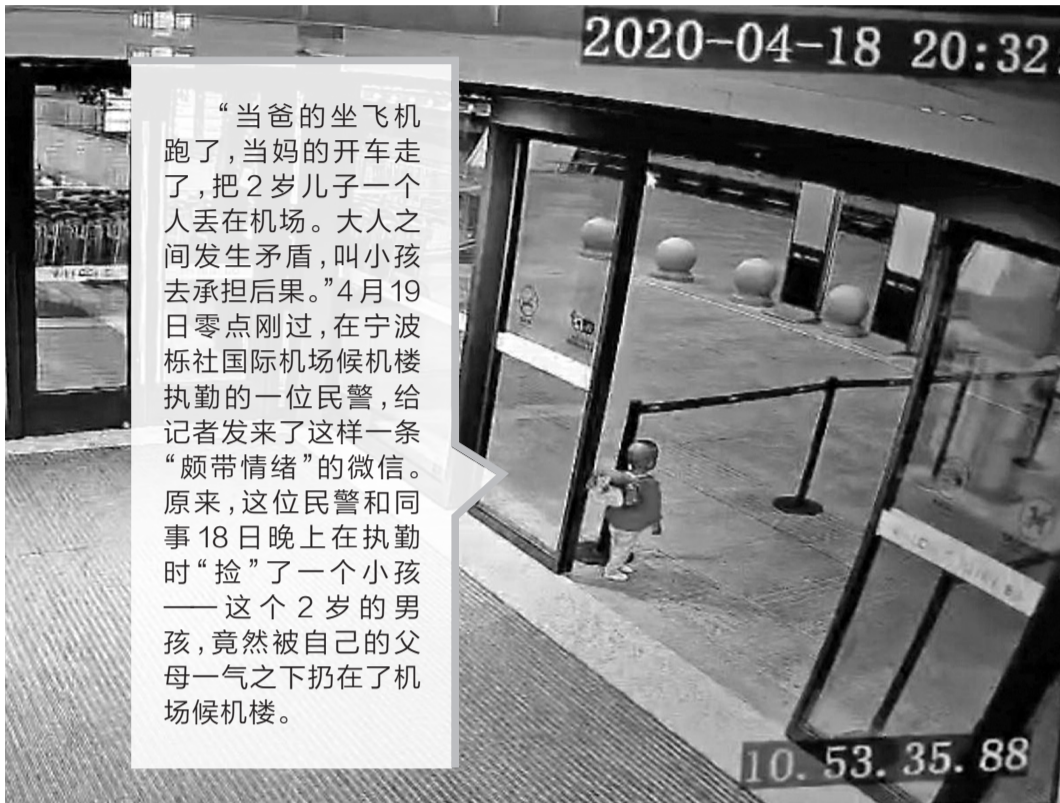 2020-04-18 20:32
“当爸的坐飞机
跑了，当妈的开车走
了，把2岁儿子一个
人丢在机场。大人之
间发生矛盾，叫小孩
去承担后果。”4月19
日零点刚过，在宁波
栎社国际机场候机楼
执勤的一位民警，给
记者发来了这样一条
“颇带情绪”的微信。
原来，这位民警和同
事18日晚上在执勤
时“捡”了一个小孩
——这个2岁的男
孩，竟然被自己的父
母一气之下扔在了机
场候机楼。
10.53.35.88